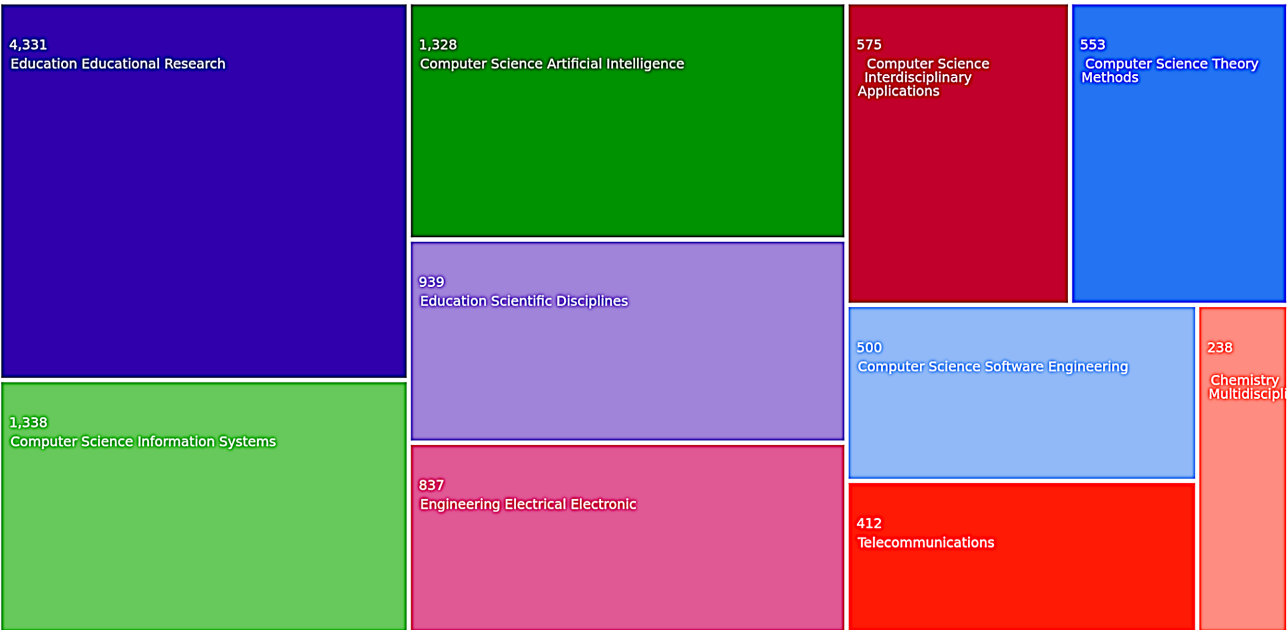 4,331
Education Educational Research
1,338
Computer Science Information Systems
1,328
Computer Science Artificial Intelligence
939
Education Scientific Disciplines
837
Engineering Electrical Electronic
575
Computer Science
Interdisciplinary
Applications
553
Computer Science Theory
Methods
500
Computer Science Software Engineering
412
Telecommunications
238
Chemistry
Multidiscipli